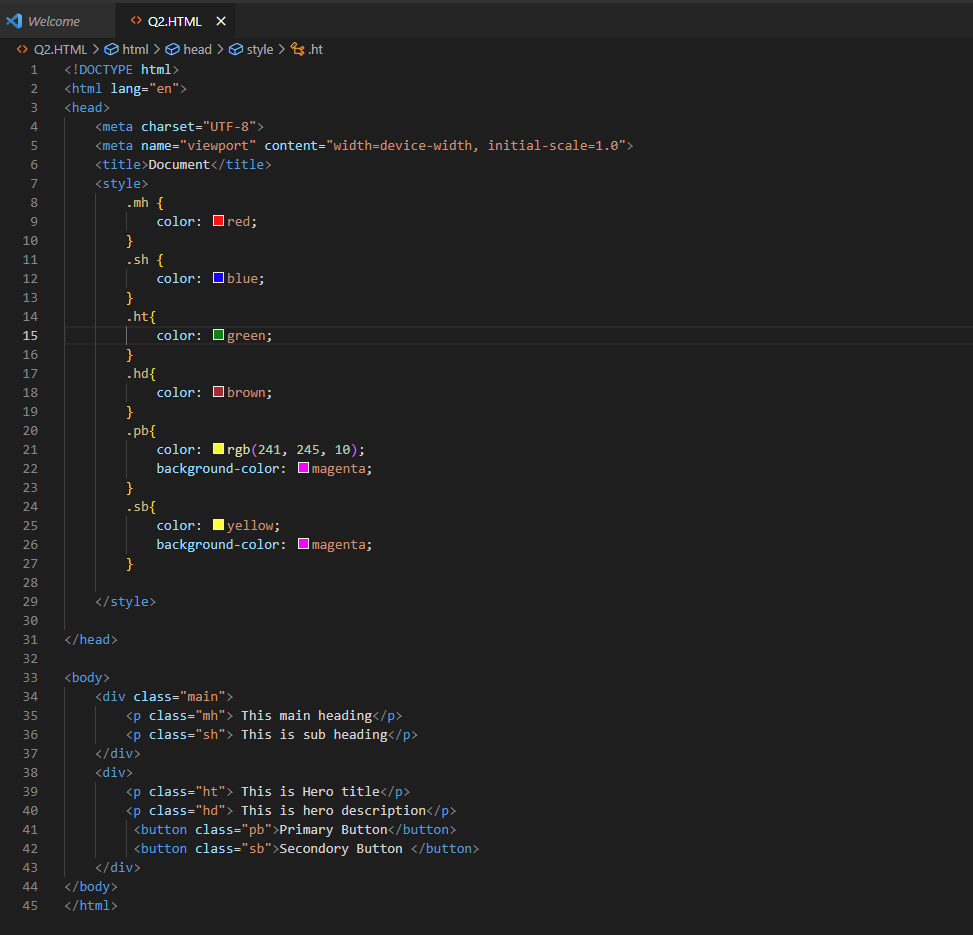 Welcome
Q2.HTML
Q2.HTML > html > head > style > .ht
1 <!DOCTYPE html>
2 <html lang="en">
3 <head>
4     <meta charset="UTF-8">
5     <meta name="viewport" content="width=device-width, initial-scale=1.0">
6     <title>Document</title>
7     <style>
8         .mh {
9             color: red;
10         }
11         .sh {
12             color: blue;
13         }
14         .ht{
15             color: green;
16         }
17         .hd{
18             color: brown;
19         }
20         .pb{
21             color: rgb(241, 245, 10);
22             background-color: magenta;
23         }
24         .sb{
25             color: yellow;
26             background-color: magenta;
27         }
28
29     </style>
30
31 </head>
32
33 <body>
34     <div class="main">
35         <p class="mh"> This main heading</p>
36         <p class="sh"> This is sub heading</p>
37     </div>
38     <div>
39         <p class="ht"> This is Hero title</p>
40         <p class="hd"> This is hero description</p>
41          <button class="pb">Primary Button</button>
42          <button class="sb">Secondory Button </button>
43     </div>
44 </body>
45 </html>